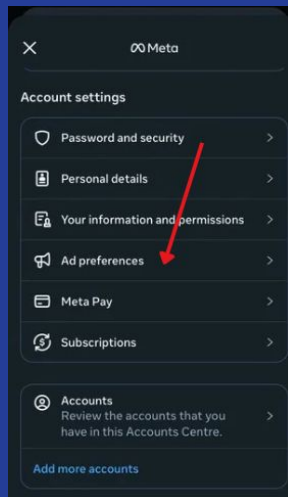 Meta
Account settings
Password and security
Personal details
Your information and permissions
Ad preferences
Meta Pay
Subscriptions
Accounts
Review the accounts that you
have in this Accounts Centre.
Add more accounts